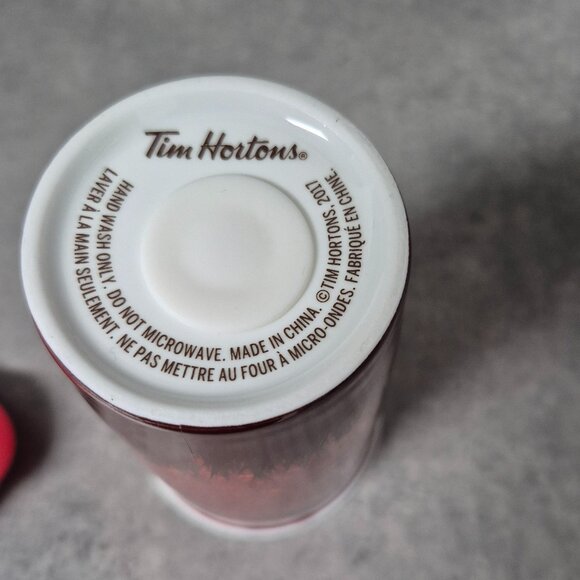 Tim Hortons®
HAND WASH ONLY. DO NOT MICROWAVE. MADE IN CHINA. © TIM HORTONS, 2017
LAVER À LA MAIN SEULEMENT. NE PAS METTRE AU FOUR À MICRO-ONDES. FABRIQUÉ EN CHINE.